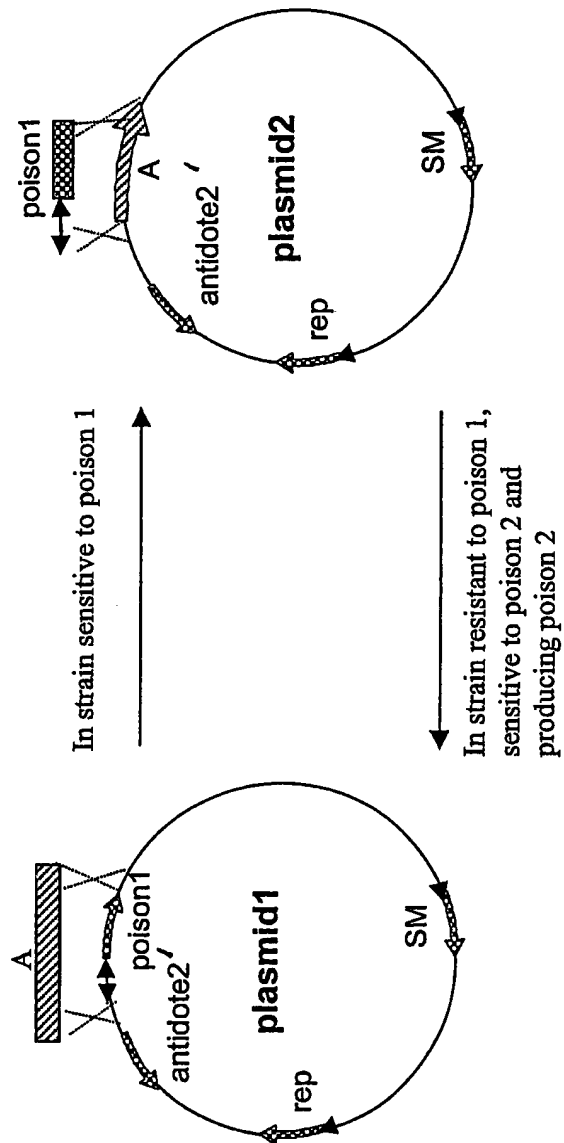 A
poison1
antidote2'
plasmid1
rep
SM
In strain sensitive to poison 1
In strain resistant to poison 1,
sensitive to poison 2 and
producing poison 2
poison1
A
antidote2'
plasmid2
rep
SM